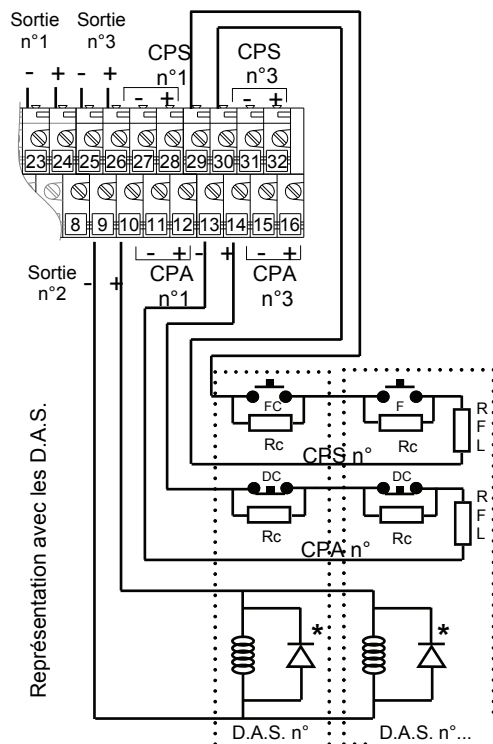 Sortie
n°1
Sortie
n°3
CPS
n°1
CPS
n°3
- + - +
- + - +
23 24 25 26 27 28 29 30 31 32
8 9 10 11 12 13 14 15 16
Sortie
n°2
- +
- + - + - +
CPA
n°1
CPA
n°3
FC F
Rc Rc
R
F
L
CPS n°
DC DC
Rc Rc
R
F
L
CPA n°
* *
D.A.S. n° D.A.S. n°...
Représentation avec les D.A.S.